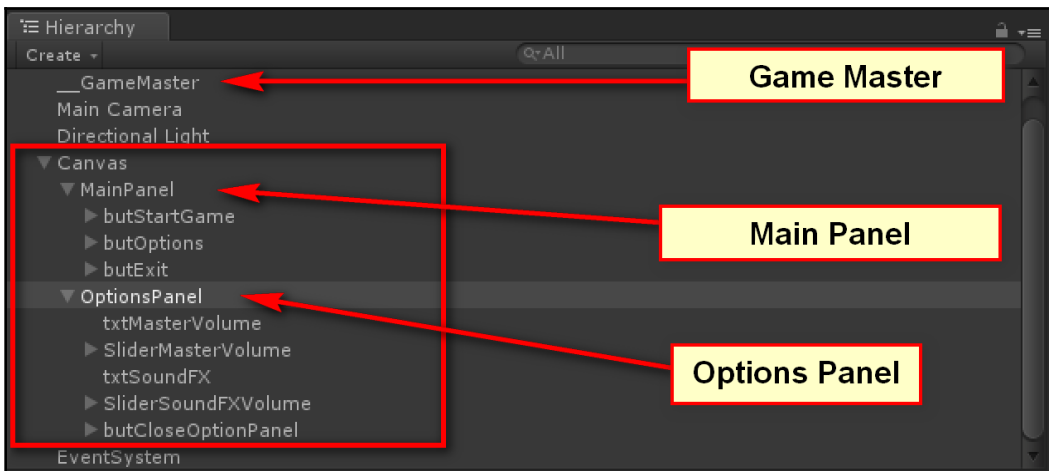 Hierarchy
Create
All
__GameMaster
Game Master
Main Camera
Directional Light
Canvas
MainPanel
butStartGame
Main Panel
butOptions
butExit
OptionsPanel
txtMasterVolume
SliderMasterVolume
Options Panel
txtSoundFX
SliderSoundFXVolume
butCloseOptionPanel
EventSystem